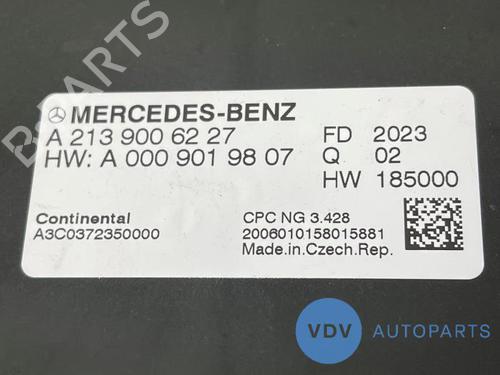 MERCEDES-BENZ
A 213 900 62 27
HW: A 000 901 98 07
FD 2023
Q 02
HW 185000
Continental
A3C0372350000
CPC NG 3.428
2006010158015881
Made.in.Czech.Rep.
B-PARTS
VDV AUTOPARTS